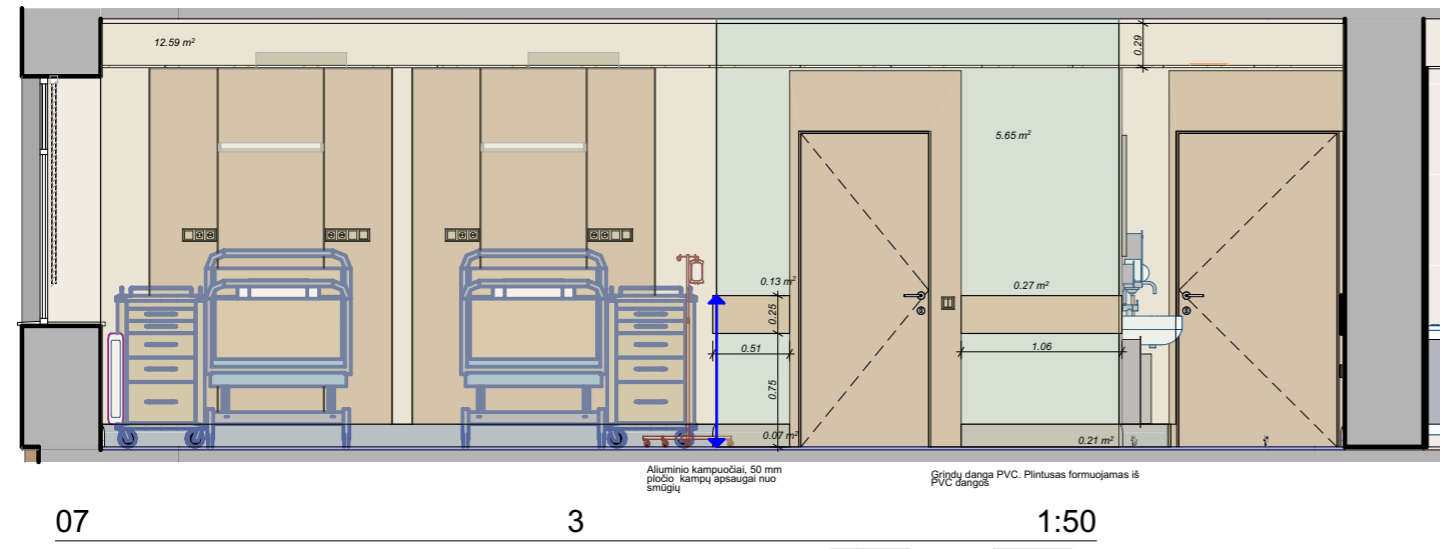 12.59 m²
0.29
5.65 m²
0.13 m²
0.27 m²
0.25
0.51
1.06
0.75
0.07 m²
0.21 m²
Aliuminio kampuočiai, 50 mm
pločio kampų apsaugai nuo
smūgių
Grindų danga PVC. Plintusas formuojamas iš
PVC dangos
07 3 1:50